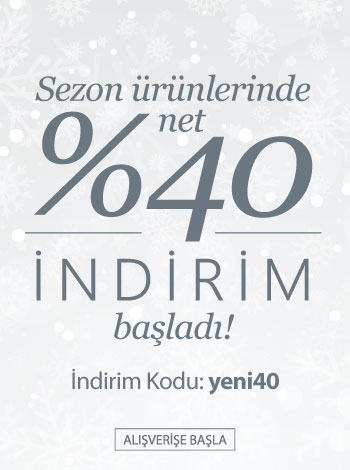 Sezon ürünlerinde
net
%40
İNDİRİM
başladı!
İndirim Kodu: yeni40
ALIŞVERİŞE BAŞLA